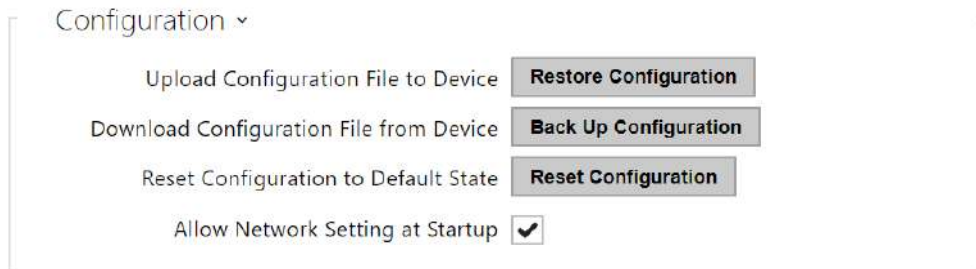 Configuration
Upload Configuration File to Device Restore Configuration
Download Configuration File from Device Back Up Configuration
Reset Configuration to Default State Reset Configuration
Allow Network Setting at Startup